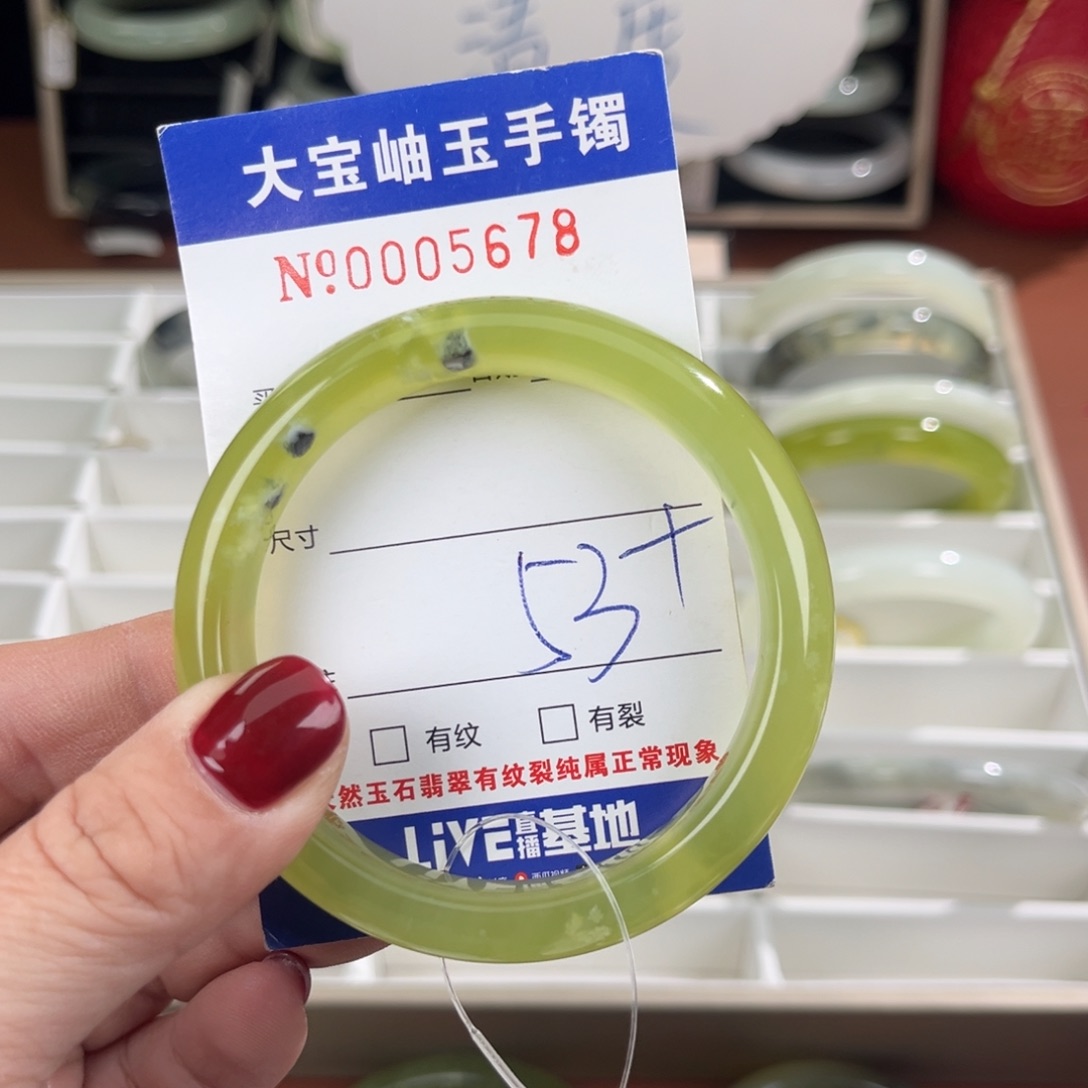 大宝岫玉手镯
№0005678
尺寸
53+
有纹
有裂
然玉石翡翠有纹裂纯属正常现象
LiVE直播基地